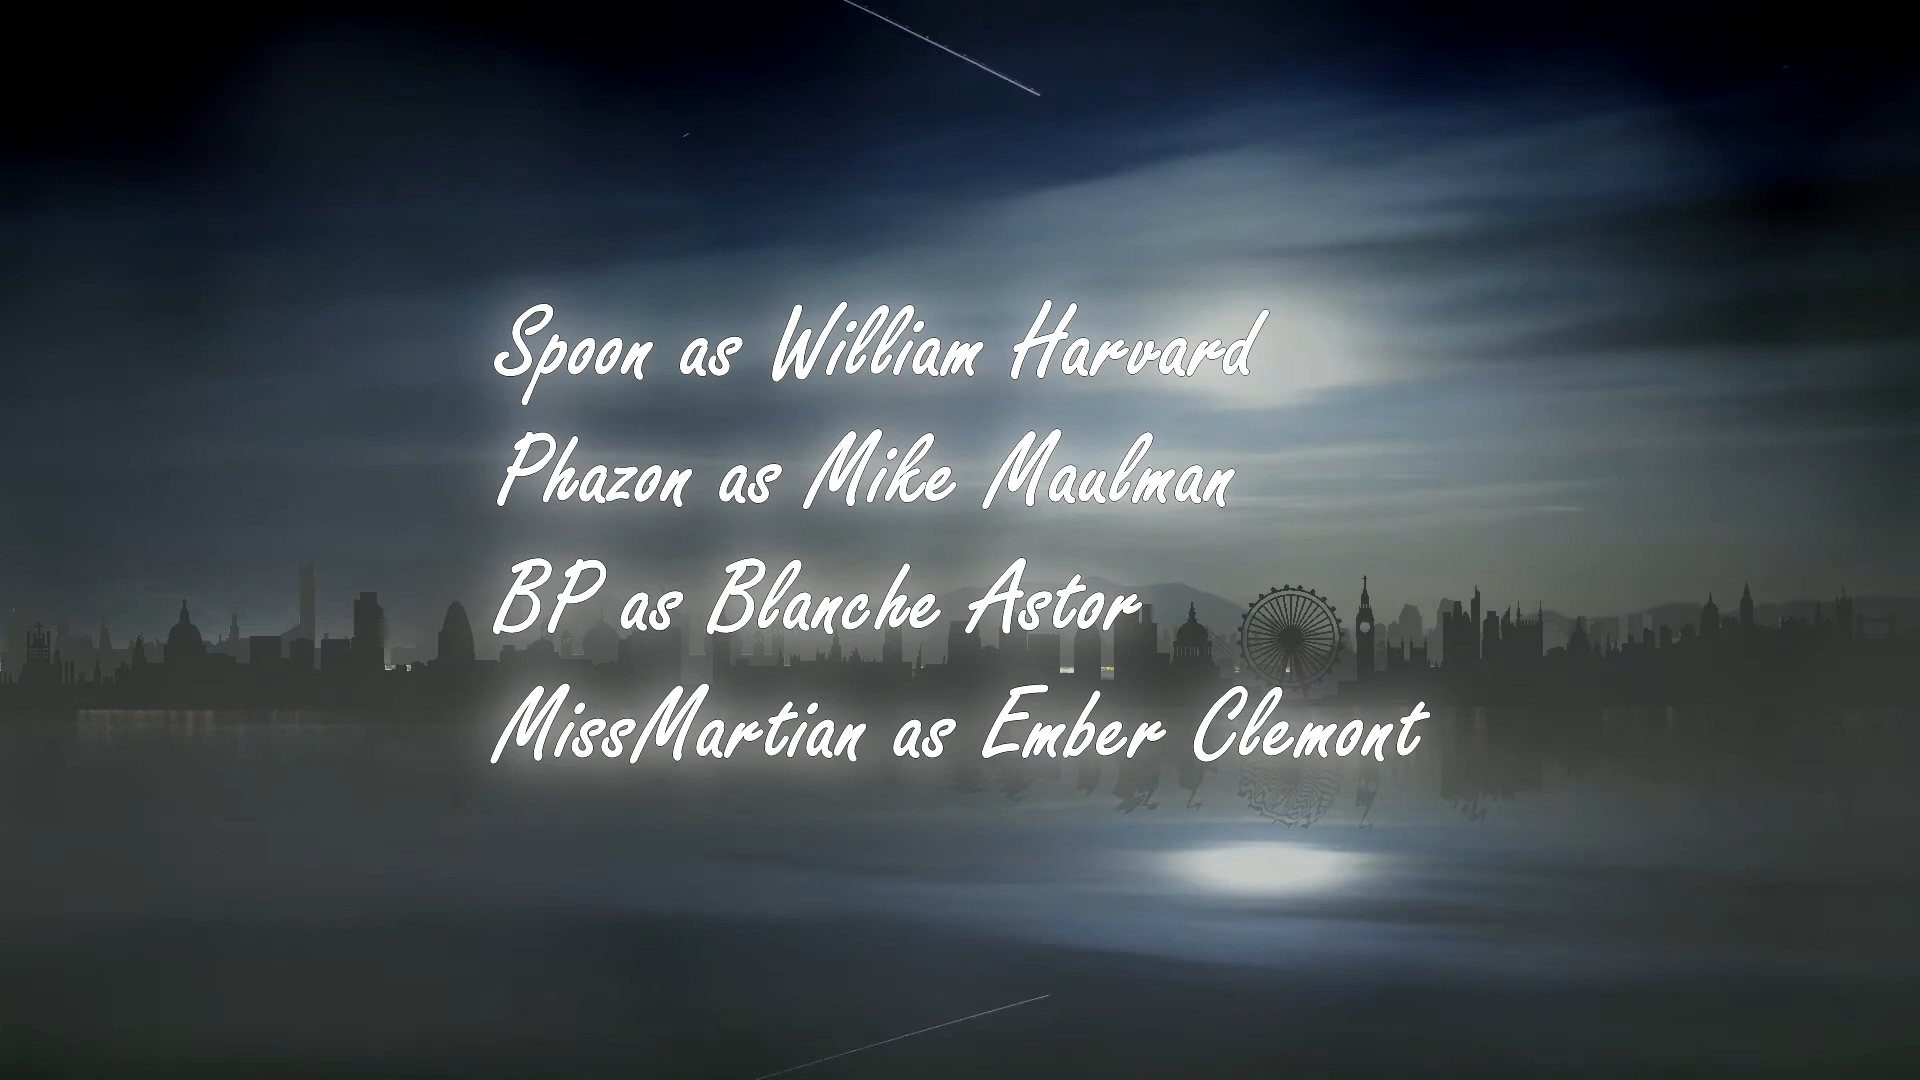 Spoon as William Harvard
Phazon as Mike Maulman
BP as Blanche Astor
MissMartian as Ember Clemont